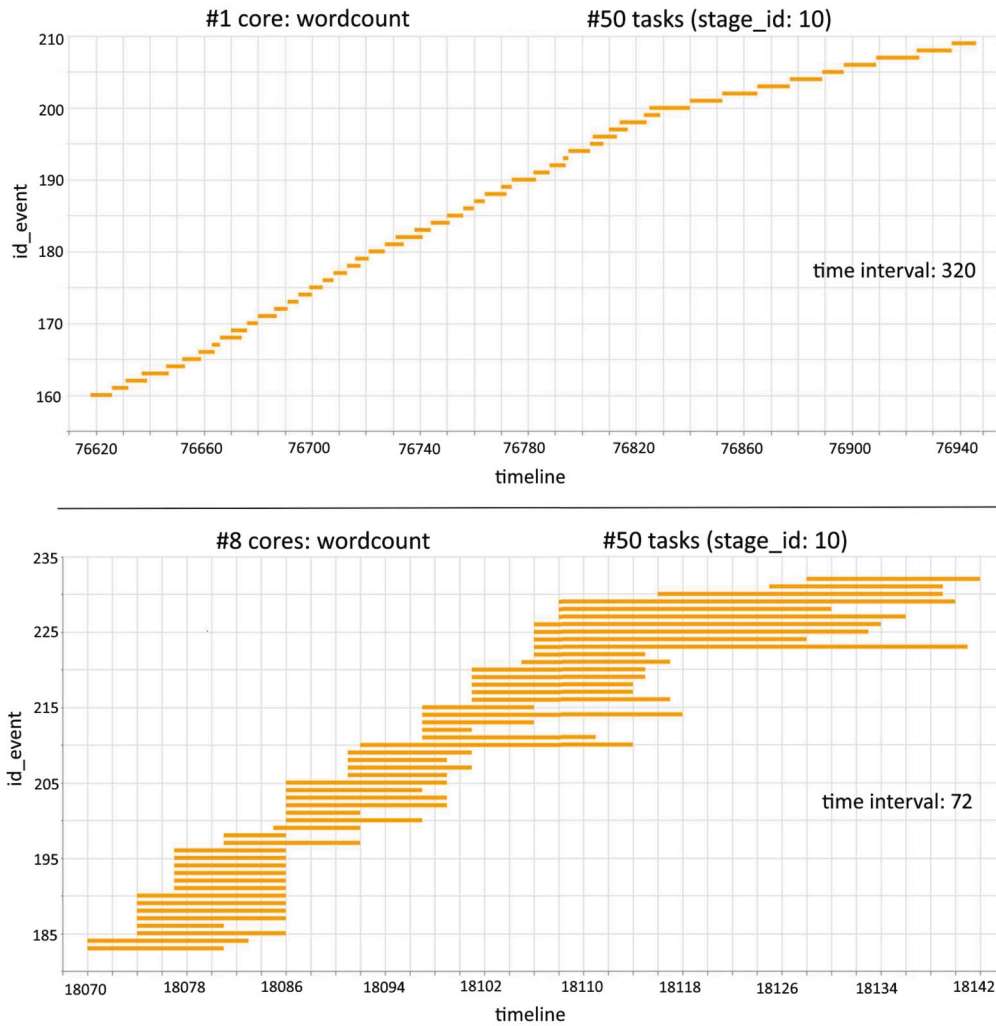 #1 core: wordcount #50 tasks (stage_id: 10)
210
200
190
180
170
160
id_event
time interval: 320
76620 76660 76700 76740 76780 76820 76860 76900 76940
timeline
#8 cores: wordcount #50 tasks (stage_id: 10)
235
225
215
205
195
185
id_event
time interval: 72
18070 18078 18086 18094 18102 18110 18118 18126 18134 18142
timeline